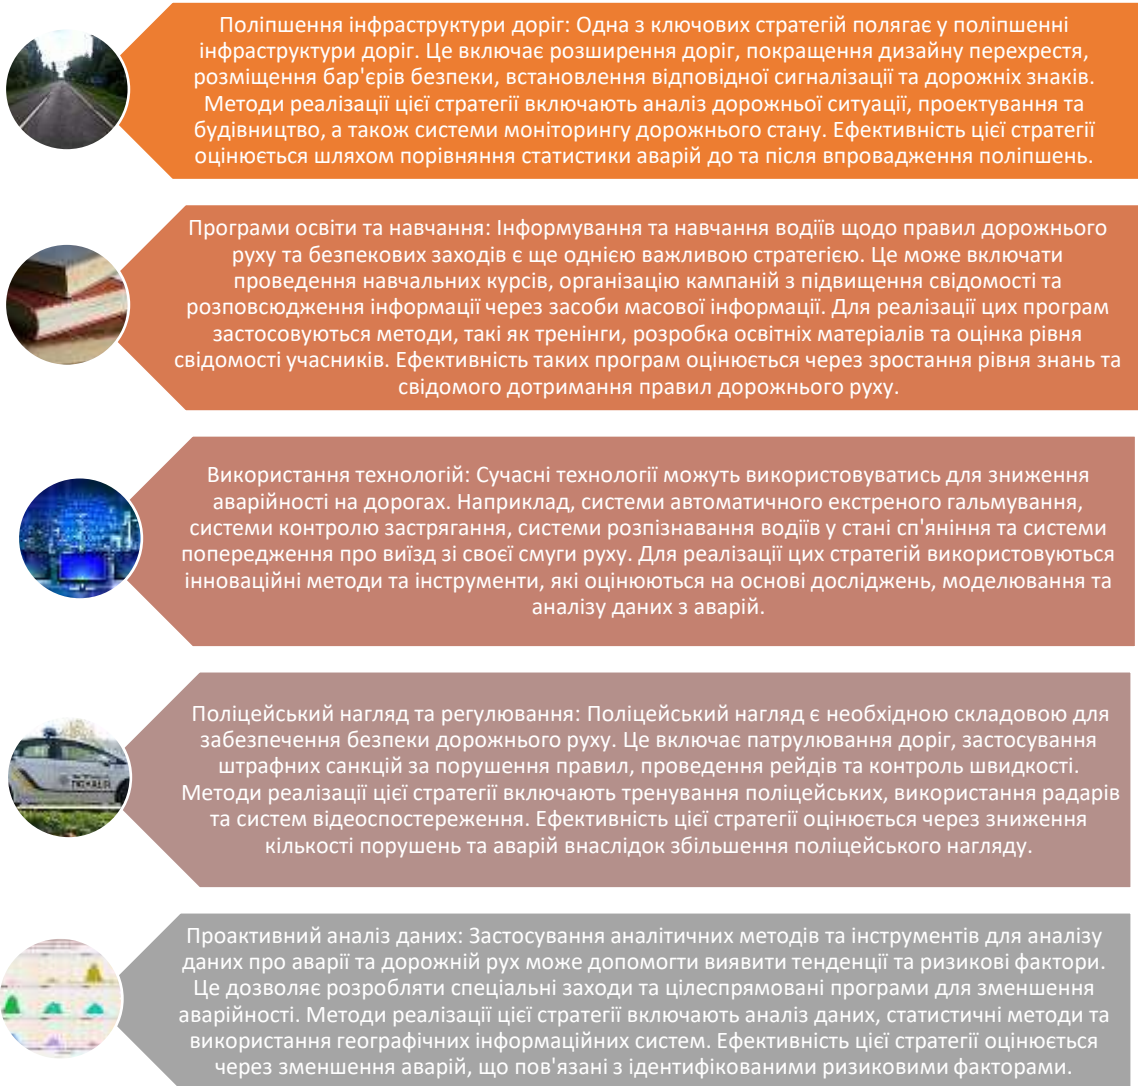 Поліпшення інфраструктури доріг: Одна з ключових стратегій полягає у поліпшенні
інфраструктури доріг. Це включає розширення доріг, покращення дизайну перехрестя,
розміщення бар'єрів безпеки, встановлення відповідної сигналізації та дорожніх знаків.
Методи реалізації цієї стратегії включають аналіз дорожньої ситуації, проектування та
будівництво, а також системи моніторингу дорожнього стану. Ефективність цієї стратегії
оцінюється шляхом порівняння статистики аварій до та після впровадження поліпшень.
Програми освіти та навчання: Інформування та навчання водіїв щодо правил дорожнього
руху та безпекових заходів є ще однією важливою стратегією. Це може включати
проведення навчальних курсів, організацію кампаній з підвищення свідомості та
розповсюдження інформації через засоби масової інформації. Для реалізації цих програм
застосовуються методи, такі як тренінги, розробка освітніх матеріалів та оцінка рівня
свідомості учасників. Ефективність таких програм оцінюється через зростання рівня знань та
свідомого дотримання правил дорожнього руху.
Використання технологій: Сучасні технології можуть використовуватись для зниження
аварійності на дорогах. Наприклад, системи автоматичного екстреного гальмування,
системи контролю застрягання, системи розпізнавання водіїв у стані сп'яніння та системи
попередження про виїзд зі своєї смуги руху. Для реалізації цих стратегій використовуються
інноваційні методи та інструменти, які оцінюються на основі досліджень, моделювання та
аналізу даних з аварій.
Поліцейський нагляд та регулювання: Поліцейський нагляд є необхідною складовою для
забезпечення безпеки дорожнього руху. Це включає патрулювання доріг, застосування
штрафних санкцій за порушення правил, проведення рейдів та контроль швидкості.
Методи реалізації цієї стратегії включають тренування поліцейських, використання радарів
та систем відеоспостереження. Ефективність цієї стратегії оцінюється через зниження
кількості порушень та аварій внаслідок збільшення поліцейського нагляду.
Проактивний аналіз даних: Застосування аналітичних методів та інструментів для аналізу
даних про аварії та дорожній рух може допомогти виявити тенденції та ризикові фактори.
Це дозволяє розробляти спеціальні заходи та цілеспрямовані програми для зменшення
аварійності. Методи реалізації цієї стратегії включають аналіз даних, статистичні методи та
використання географічних інформаційних систем. Ефективність цієї стратегії оцінюється
через зменшення аварій, що пов'язані з ідентифікованими ризиковими факторами.